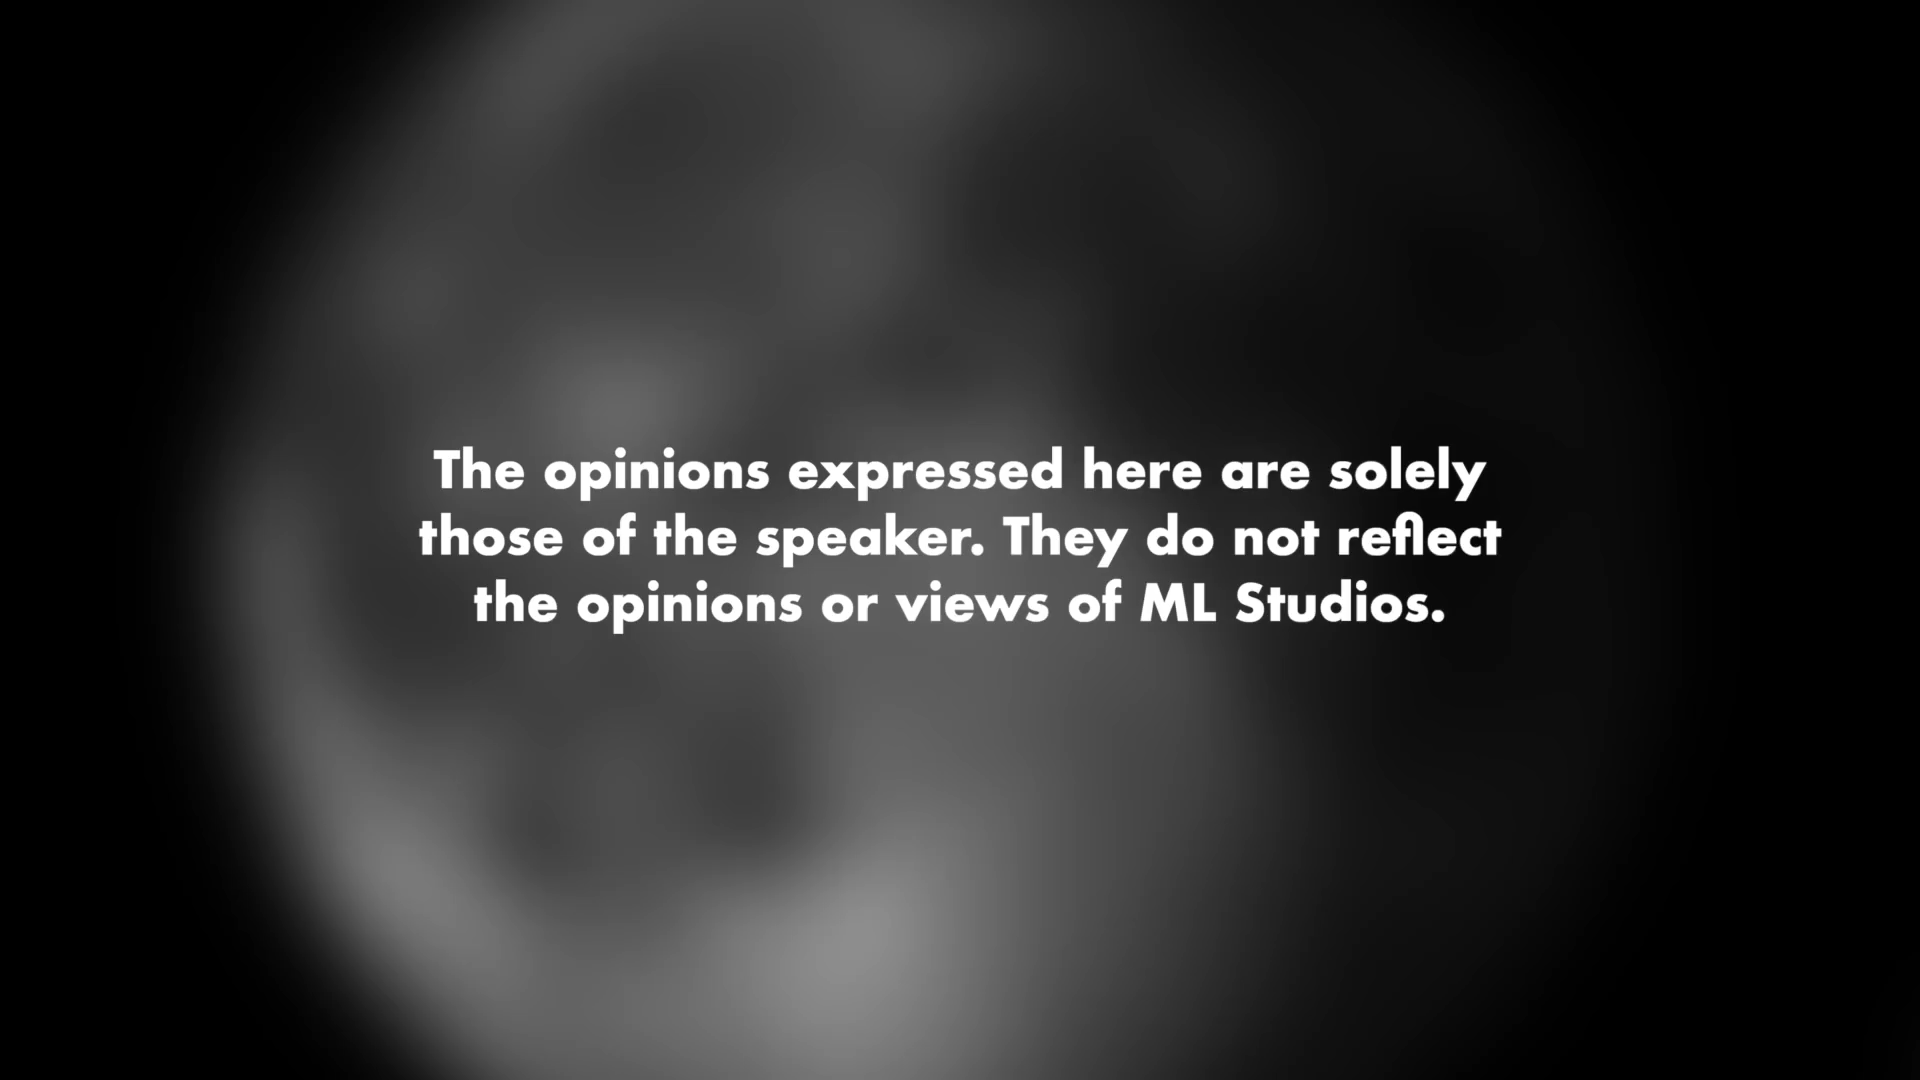 The opinions expressed here are solely
those of the speaker. They do not reflect
the opinions or views of ML Studios.